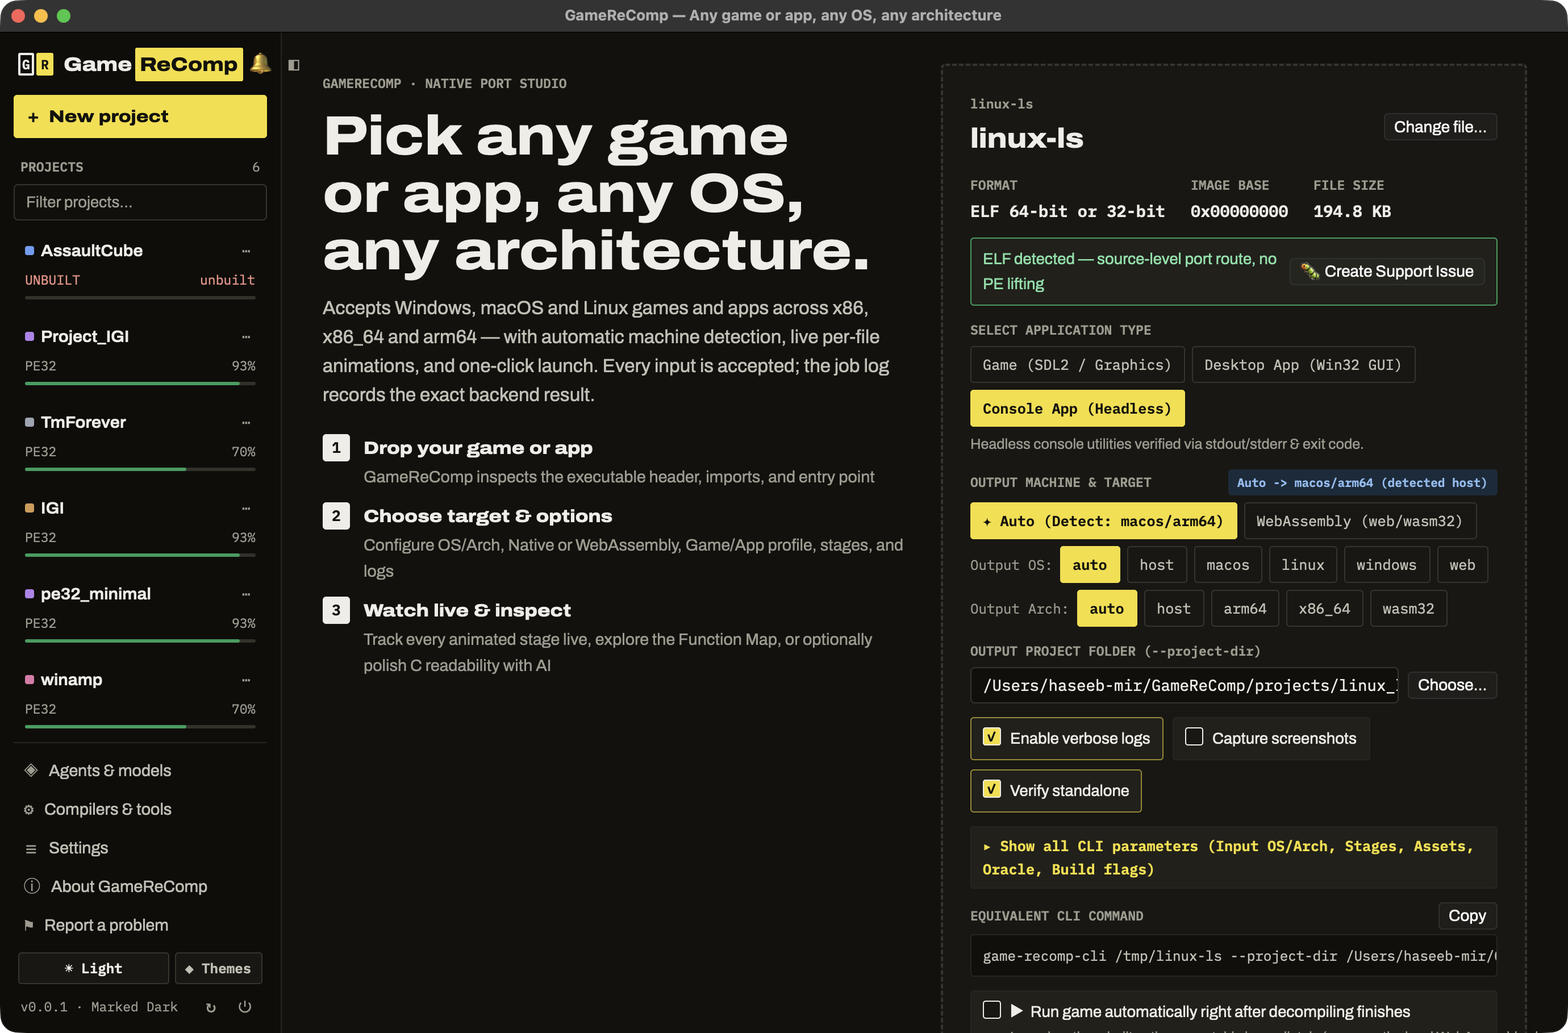 GameReComp — Any game or app, any OS, any architecture
GR Game ReComp
+ New project
PROJECTS 6
Filter projects...
AssaultCube ...
UNBUILT unbuilt
Project_IGI ...
PE32 93%
TmForever ...
PE32 70%
IGI ...
PE32 93%
pe32_minimal ...
PE32 93%
winamp ...
PE32 70%
Agents & models
Compilers & tools
Settings
About GameReComp
Report a problem
Light
Themes
v0.0.1 · Marked Dark
GAMERECOMP · NATIVE PORT STUDIO
Pick any game
or app, any OS,
any architecture.
Accepts Windows, macOS and Linux games and apps across x86,
x86_64 and arm64 — with automatic machine detection, live per-file
animations, and one-click launch. Every input is accepted; the job log
records the exact backend result.
1 Drop your game or app
GameReComp inspects the executable header, imports, and entry point
2 Choose target & options
Configure OS/Arch, Native or WebAssembly, Game/App profile, stages, and
logs
3 Watch live & inspect
Track every animated stage live, explore the Function Map, or optionally
polish C readability with AI
linux-ls
linux-ls
Change file...
FORMAT IMAGE BASE FILE SIZE
ELF 64-bit or 32-bit 0x00000000 194.8 KB
ELF detected — source-level port route, no
PE lifting
Create Support Issue
SELECT APPLICATION TYPE
Game (SDL2 / Graphics) Desktop App (Win32 GUI)
Console App (Headless)
Headless console utilities verified via stdout/stderr & exit code.
OUTPUT MACHINE & TARGET Auto -> macos/arm64 (detected host)
✦ Auto (Detect: macos/arm64) WebAssembly (web/wasm32)
Output OS: auto host macos linux windows web
Output Arch: auto host arm64 x86_64 wasm32
OUTPUT PROJECT FOLDER (--project-dir)
/Users/haseeb-mir/GameReComp/projects/linux_ Choose...
Enable verbose logs Capture screenshots
Verify standalone
▸ Show all CLI parameters (Input OS/Arch, Stages, Assets,
Oracle, Build flags)
EQUIVALENT CLI COMMAND Copy
game-recomp-cli /tmp/linux-ls --project-dir /Users/haseeb-mir/
▶ Run game automatically right after decompiling finishes